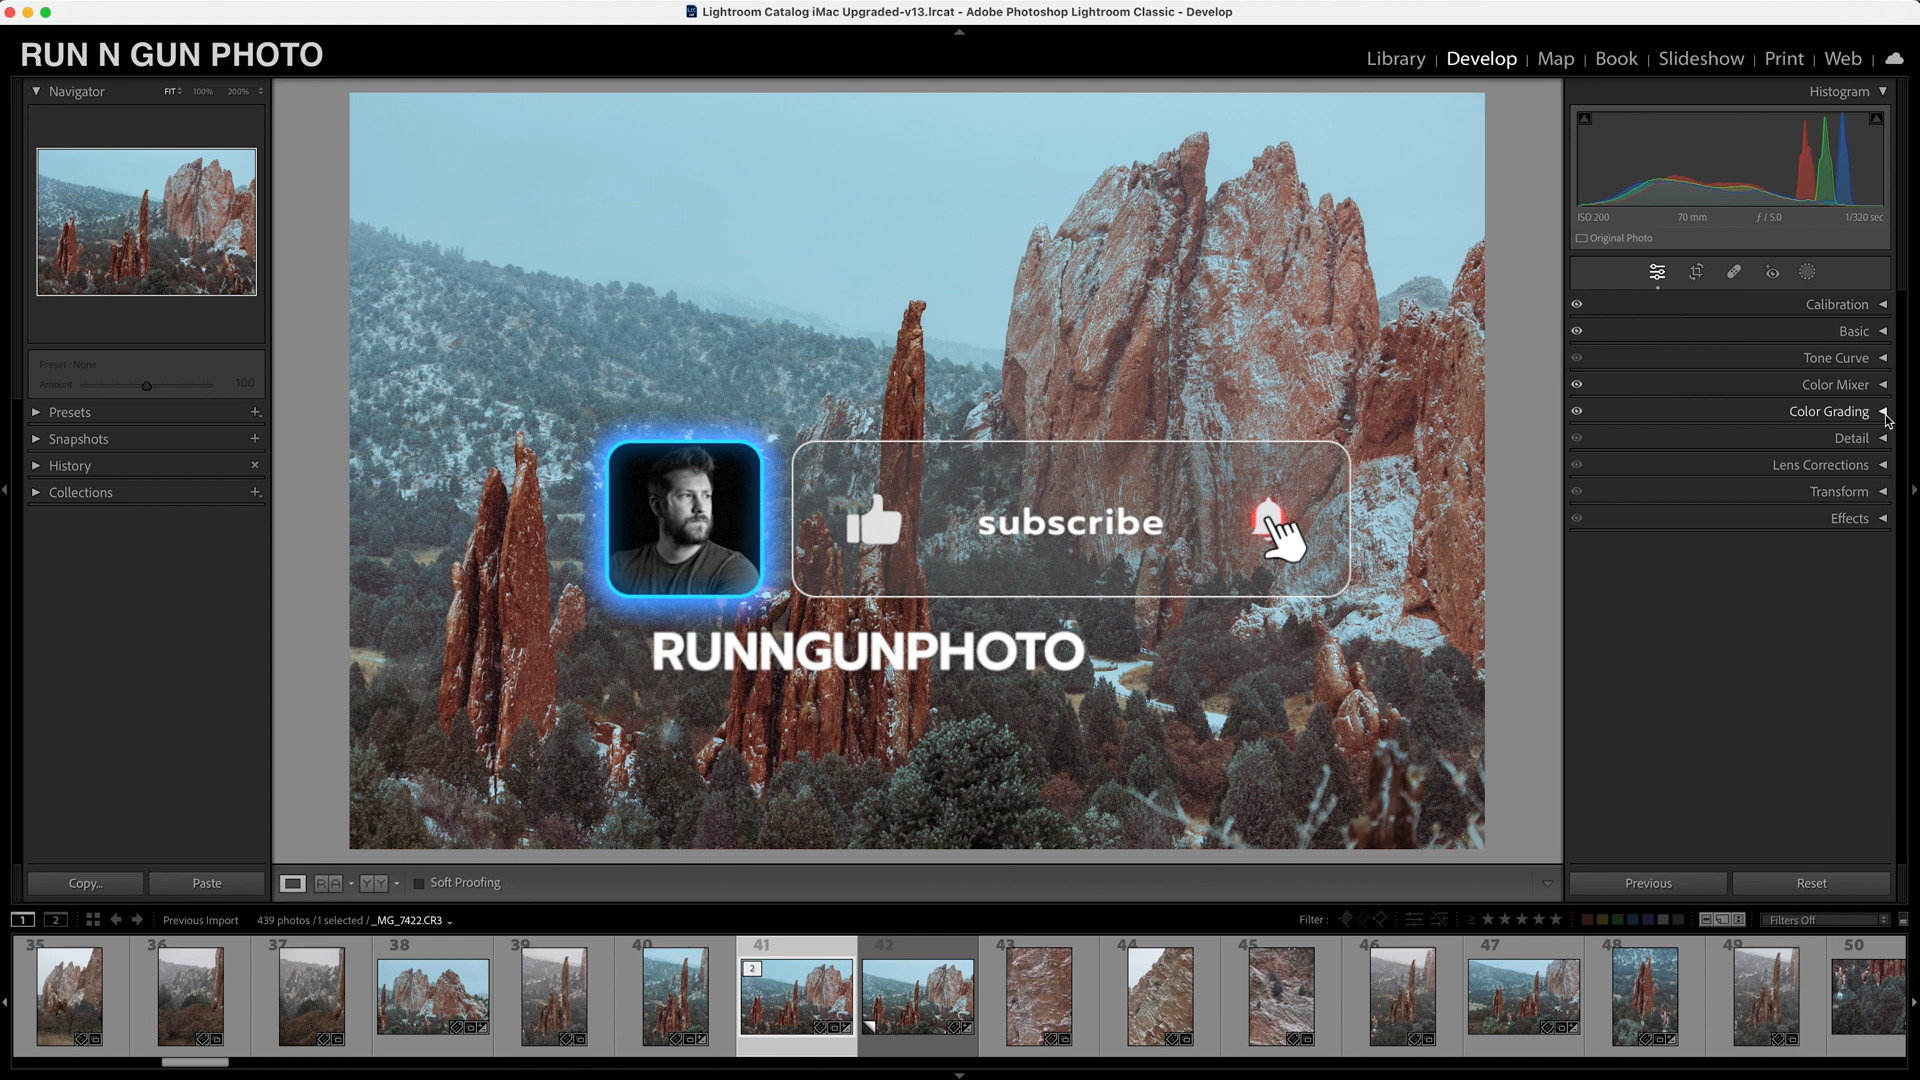 Lightroom Catalog iMac Upgraded-v13.lrcat - Adobe Photoshop Lightroom Classic - Develop
RUN N GUN PHOTO
Library | Develop | Map | Book | Slideshow | Print | Web |
Navigator FIT 100% 200%
Histogram
ISO 200 70 mm ƒ / 5.0 1/320 sec
Original Photo
Calibration
Basic
Tone Curve
Color Mixer
Color Grading
Detail
Lens Corrections
Transform
Effects
Preset : None
Amount 100
Presets
Snapshots
History
Collections
subscribe
RUNNGUNPHOTO
Copy... Paste
R A Y Y Soft Proofing
Previous Reset
1 2 Previous Import 439 photos / 1 selected / _MG_7422.CR3
Filter : Filters Off
35 36 37 38 39 40 41 42 43 44 45 46 47 48 49 50
2